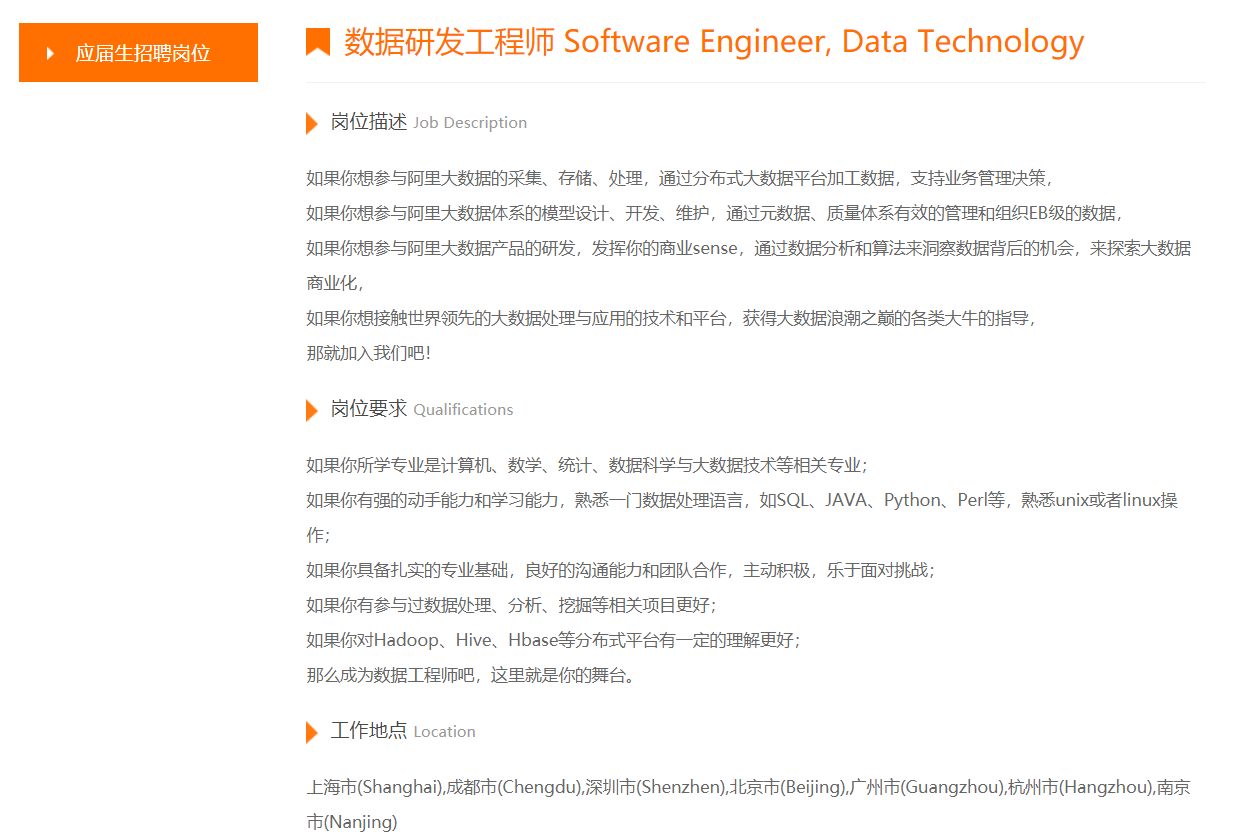 应届生招聘岗位
数据研发工程师 Software Engineer, Data Technology
岗位描述 Job Description
如果你想参与阿里大数据的采集、存储、处理，通过分布式大数据平台加工数据，支持业务管理决策，
如果你想参与阿里大数据体系的模型设计、开发、维护，通过元数据、质量体系有效的管理和组织EB级的数据，
如果你想参与阿里大数据产品的研发，发挥你的商业sense，通过数据分析和算法来洞察数据背后的机会，来探索大数据
商业化，
如果你想接触世界领先的大数据处理与应用的技术和平台，获得大数据浪潮之巅的各类大牛的指导，
那就加入我们吧！
岗位要求 Qualifications
如果你所学专业是计算机、数学、统计、数据科学与大数据技术等相关专业；
如果你有强的动手能力和学习能力，熟悉一门数据处理语言，如SQL、JAVA、Python、Perl等，熟悉unix或者linux操
作；
如果你具备扎实的专业基础，良好的沟通能力和团队合作，主动积极，乐于面对挑战；
如果你有参与过数据处理、分析、挖掘等相关项目更好；
如果你对Hadoop、Hive、Hbase等分布式平台有一定的理解更好；
那么成为数据工程师吧，这里就是你的舞台。
工作地点 Location
上海市(Shanghai),成都市(Chengdu),深圳市(Shenzhen),北京市(Beijing),广州市(Guangzhou),杭州市(Hangzhou),南京
市(Nanjing)